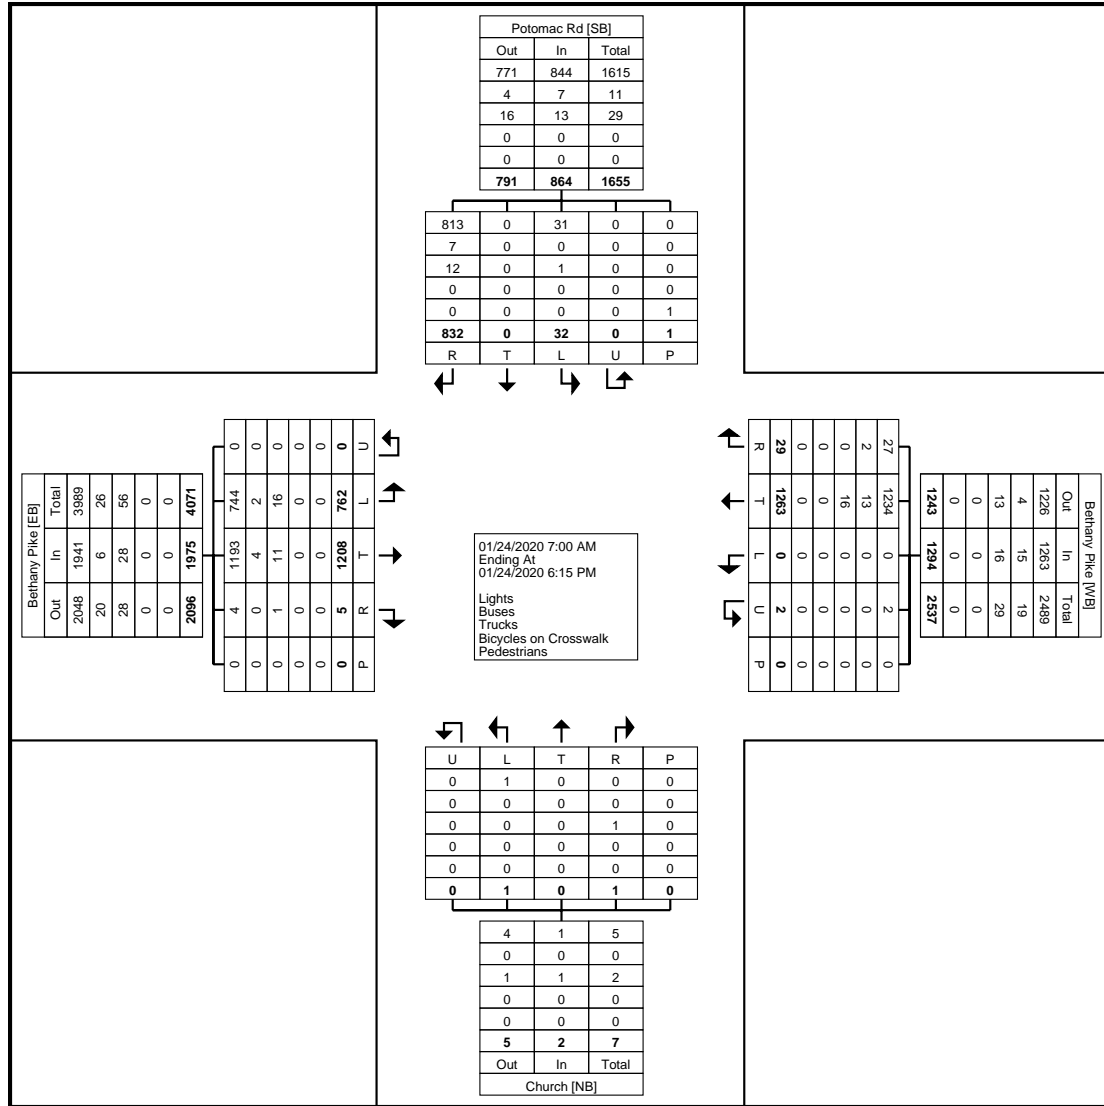 Potomac Rd [SB]
Out In Total
771 844 1615
4 7 11
16 13 29
0 0 0
0 0 0
791 864 1655
813 0 31 0 0
7 0 0 0 0
12 0 1 0 0
0 0 0 0 0
0 0 0 0 1
832 0 32 0 1
R T L U P
Bethany Pike [EB]
Total 3989 26 56 0 0 4071
In 1941 6 28 0 0 1975
Out 2048 20 28 0 0 2096
0 0 0 0 0 0 U
744 2 16 0 0 762 L
1193 4 11 0 0 1208 T
4 0 1 0 0 5 R
0 0 0 0 0 0 P
01/24/2020 7:00 AM
Ending At
01/24/2020 6:15 PM
Lights
Buses
Trucks
Bicycles on Crosswalk
Pedestrians
R 29 0 0 0 2 27
T 1263 0 0 16 13 1234
L 0 0 0 0 0 0
U 2 0 0 0 0 2
P 0 0 0 0 0 0
1243 0 0 13 4 1226 Out
1294 0 0 16 15 1263 In
2537 0 0 29 19 2489 Total
Bethany Pike [WB]
U L T R P
0 1 0 0 0
0 0 0 0 0
0 0 0 1 0
0 0 0 0 0
0 0 0 0 0
0 1 0 1 0
4 1 5
0 0 0
1 1 2
0 0 0
0 0 0
5 2 7
Out In Total
Church [NB]